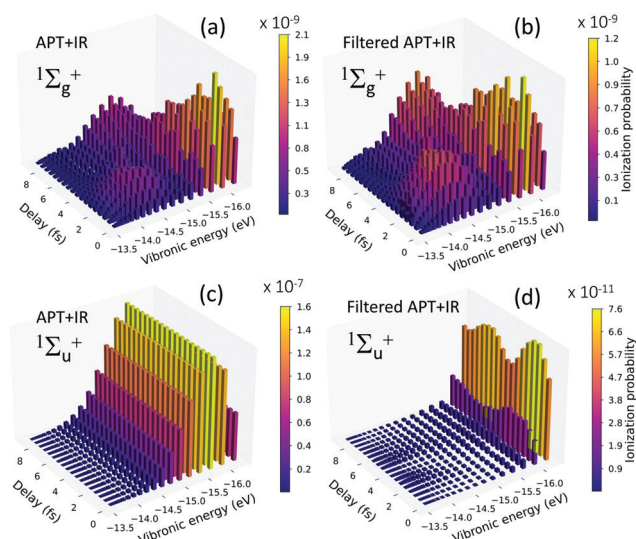 x 10-9
(a)
APT+IR
1Σg+
2.1
1.9
1.6
1.3
1.1
0.8
0.5
0.3
8
6
4
2
0
Delay (fs)
−13.5
−14.0
−14.5
−15.0
−15.5
−16.0
Vibronic energy (eV)
x 10-9
(b)
Filtered APT+IR
1Σg+
1.2
1.0
0.9
0.7
0.6
0.4
0.3
0.1
Ionization probability
8
6
4
2
0
Delay (fs)
−13.5
−14.0
−14.5
−15.0
−15.5
−16.0
Vibronic energy (eV)
x 10-7
(c)
APT+IR
1Σu+
1.6
1.4
1.2
1.0
0.8
0.6
0.4
0.2
8
6
4
2
0
Delay (fs)
−13.5
−14.0
−14.5
−15.0
−15.5
−16.0
Vibronic energy (eV)
x 10-11
(d)
Filtered APT+IR
1Σu+
7.6
6.7
5.7
4.8
3.8
2.9
1.9
0.9
Ionization probability
8
6
4
2
0
Delay (fs)
−13.5
−14.0
−14.5
−15.0
−15.5
−16.0
Vibronic energy (eV)